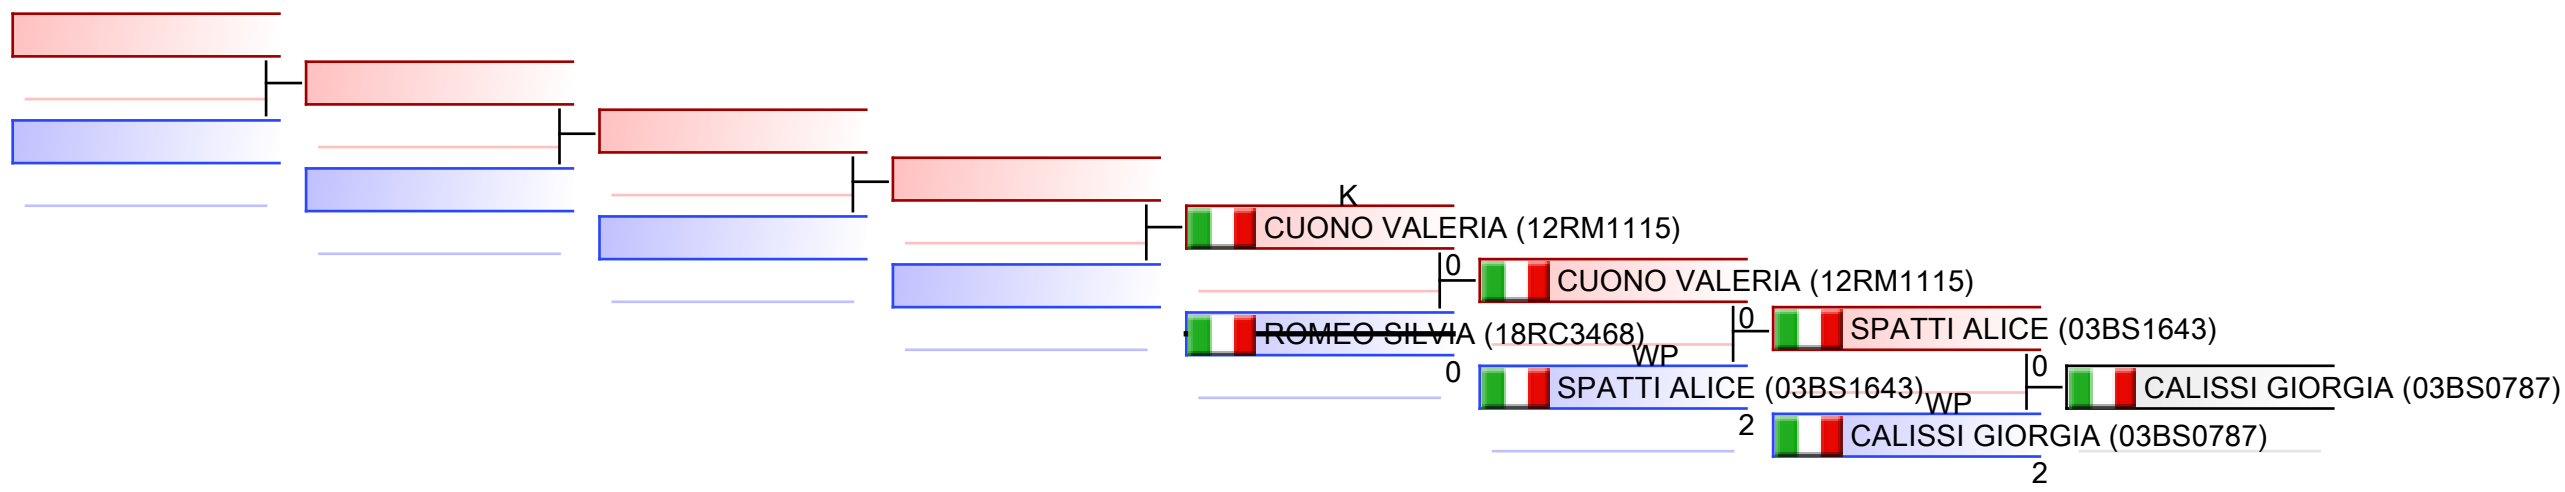 K
CUONO VALERIA (12RM1115)
0
CUONO VALERIA (12RM1115)
ROMEO SILVIA (18RC3468)
0
0
SPATTI ALICE (03BS1643)
WP
SPATTI ALICE (03BS1643)
2
0
CALISSI GIORGIA (03BS0787)
WP
CALISSI GIORGIA (03BS0787)
2